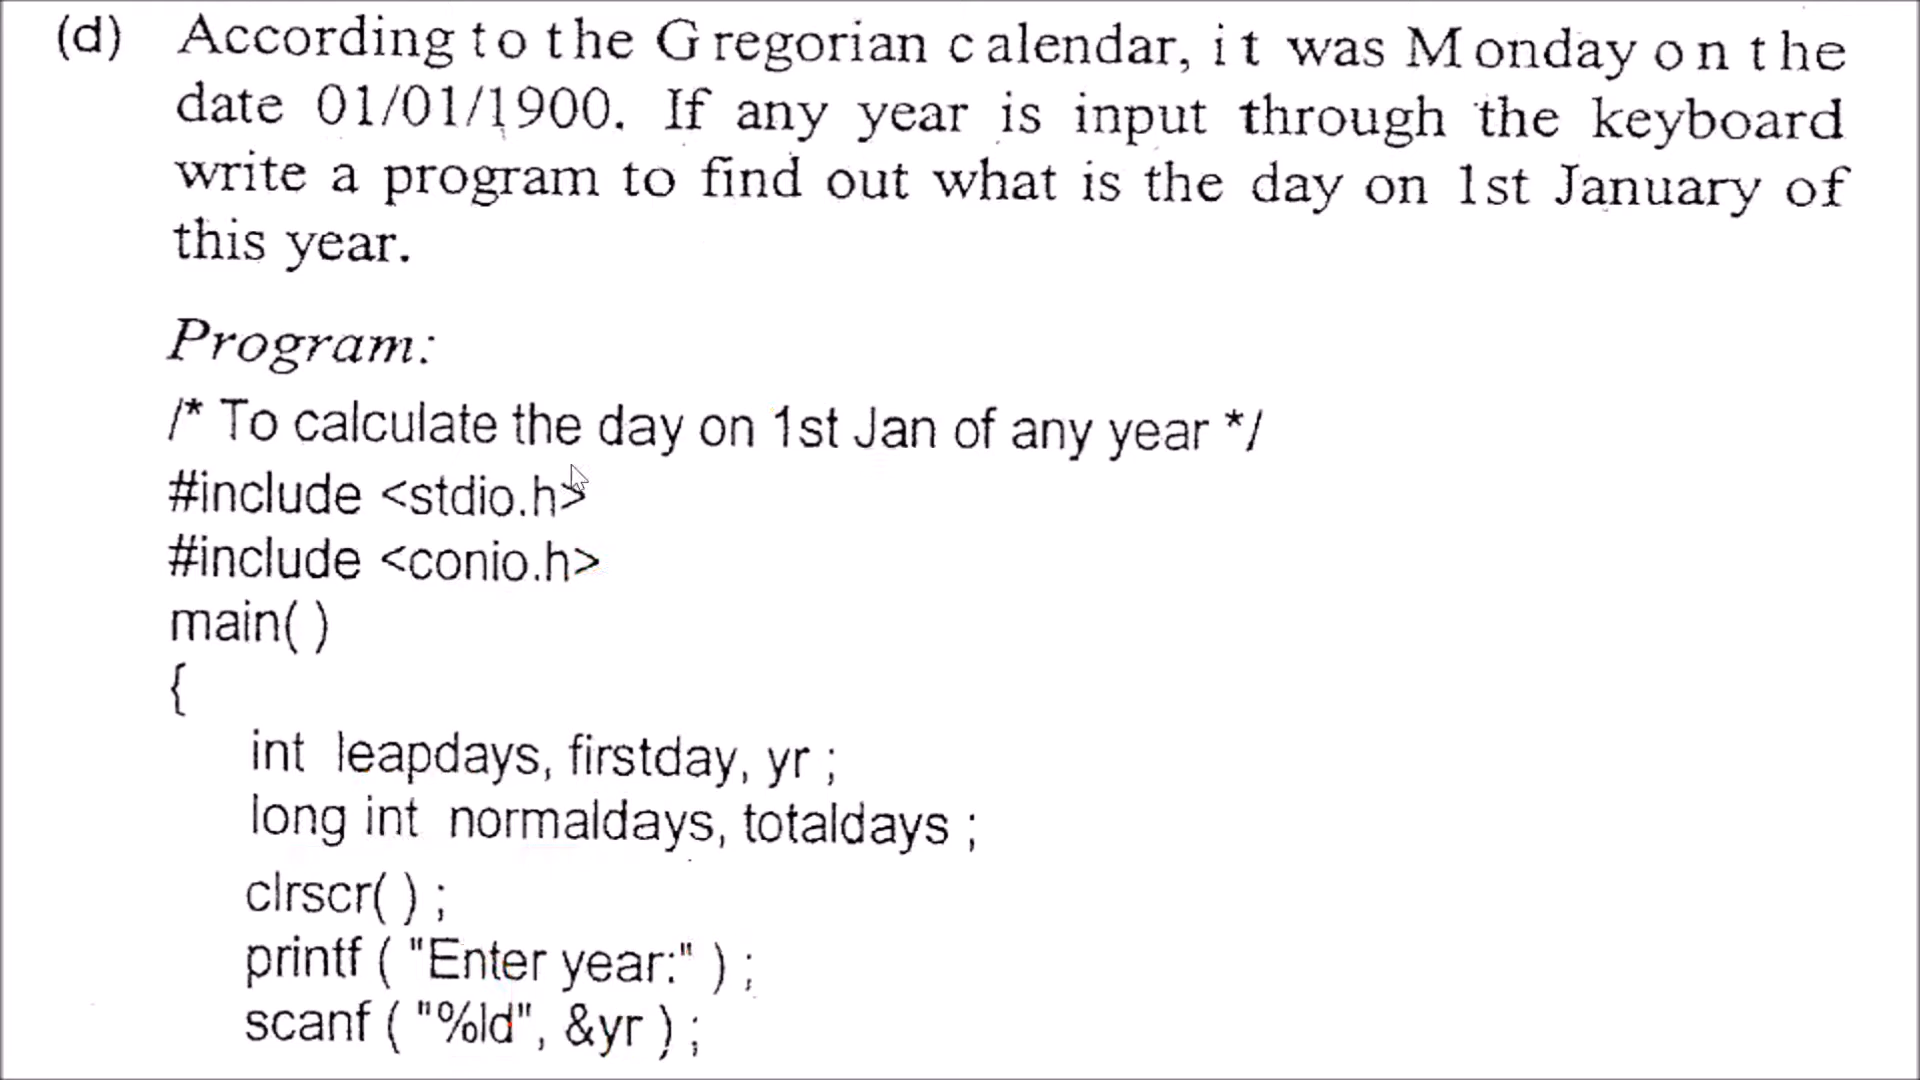 (d) According to the Gregorian calendar, it was Monday on the
date 01/01/1900. If any year is input through the keyboard
write a program to find out what is the day on 1st January of
this year.
Program:
/* To calculate the day on 1st Jan of any year */
#include <stdio.h>
#include <conio.h>
main( )
{
int leapdays, firstday, yr ;
long int normaldays, totaldays ;
clrscr( ) ;
printf ( "Enter year:" ) ;
scanf ( "%ld", &yr ) ;